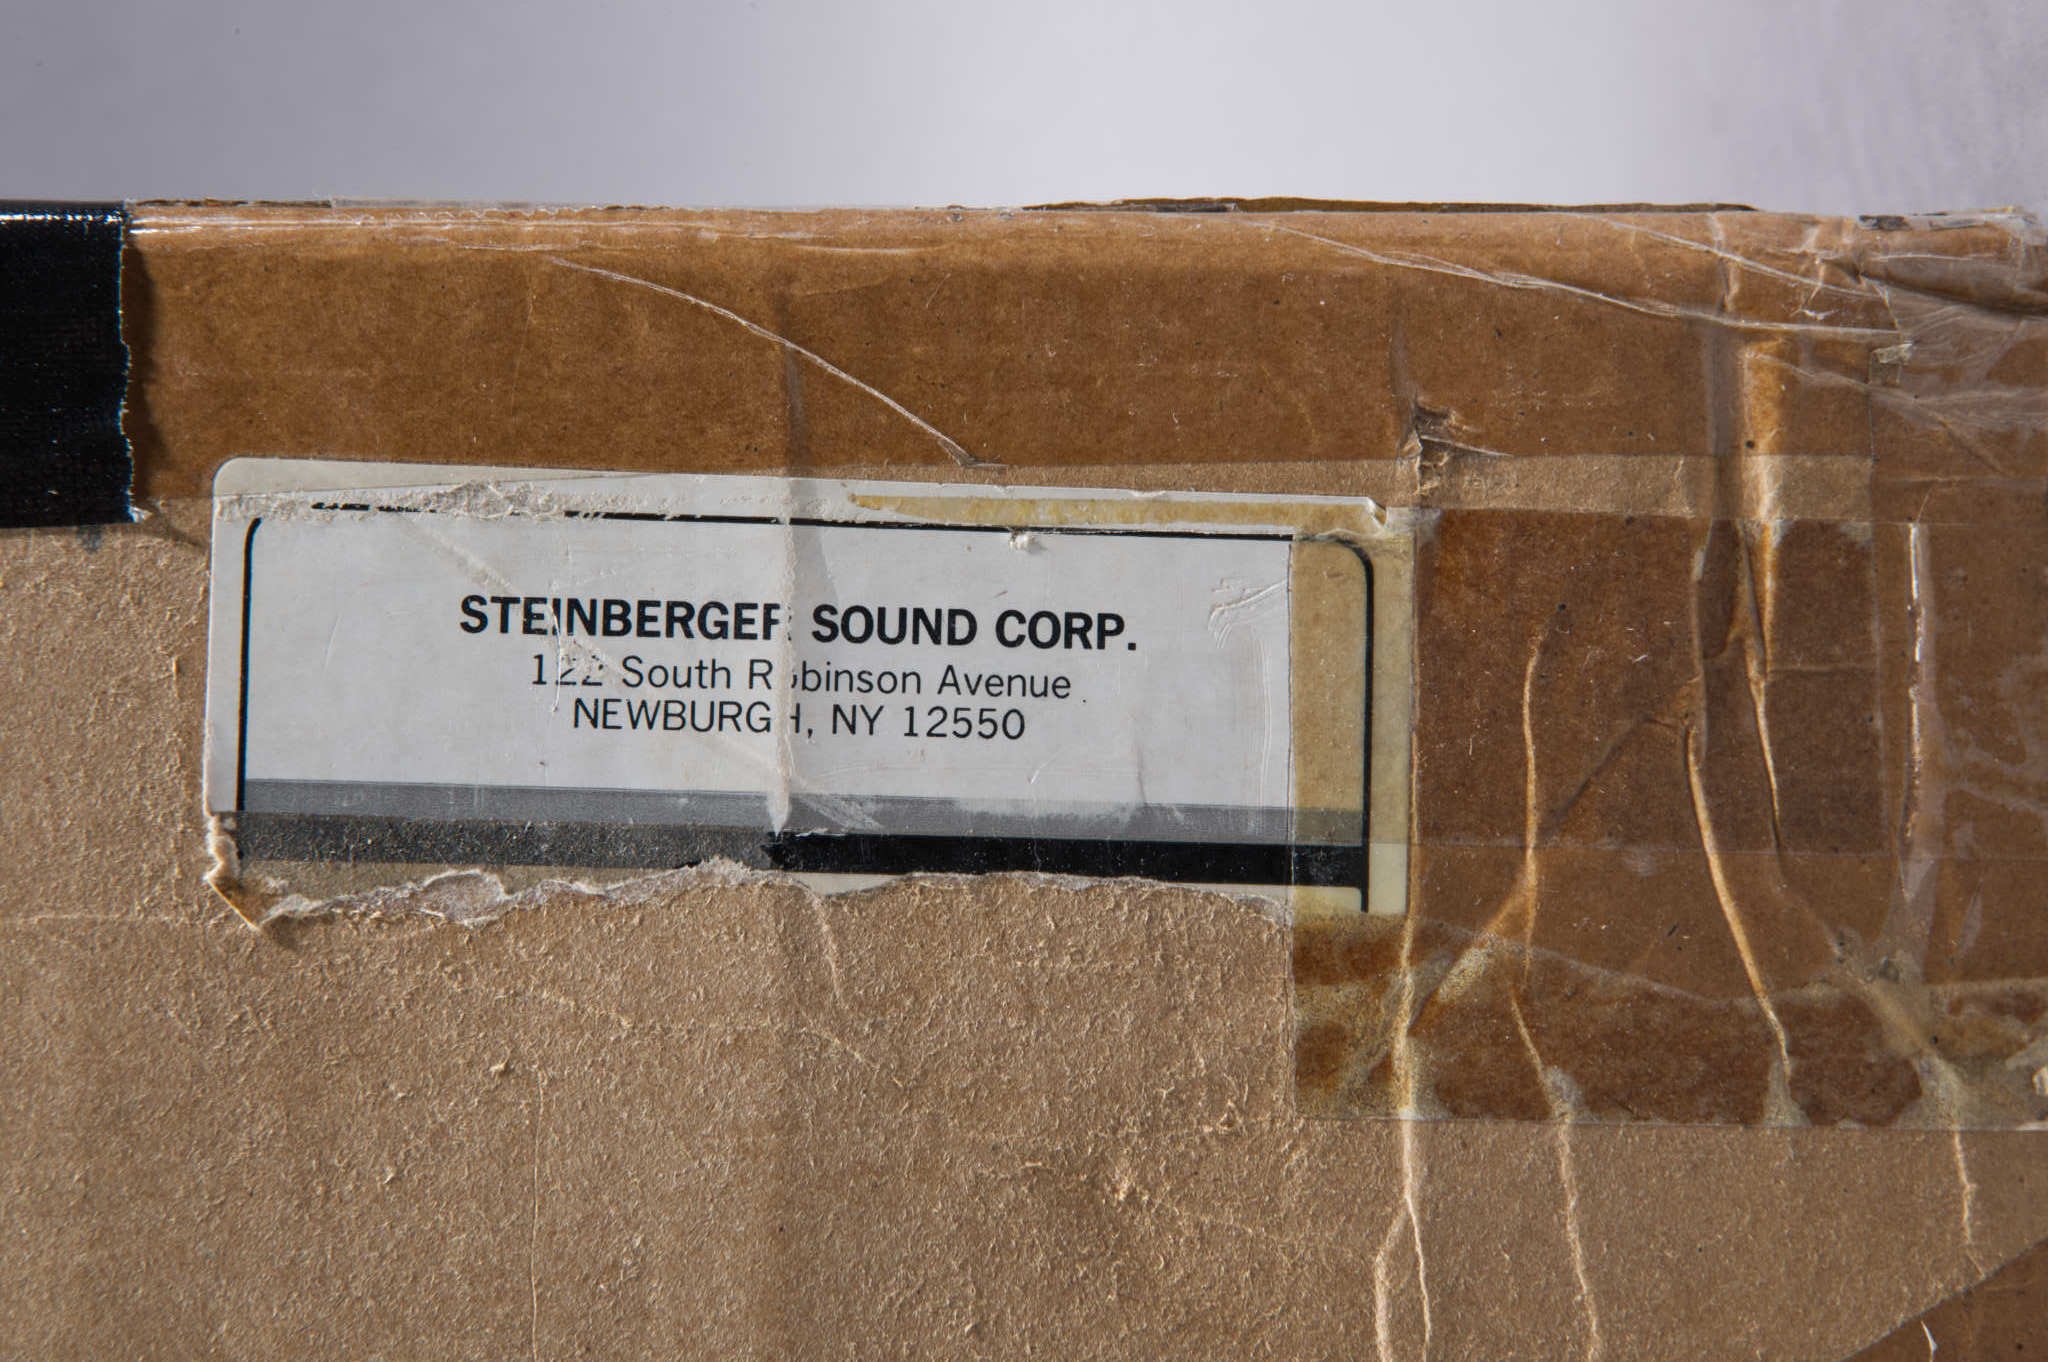 STEINBERGER SOUND CORP.
122 South Robinson Avenue
NEWBURGH, NY 12550